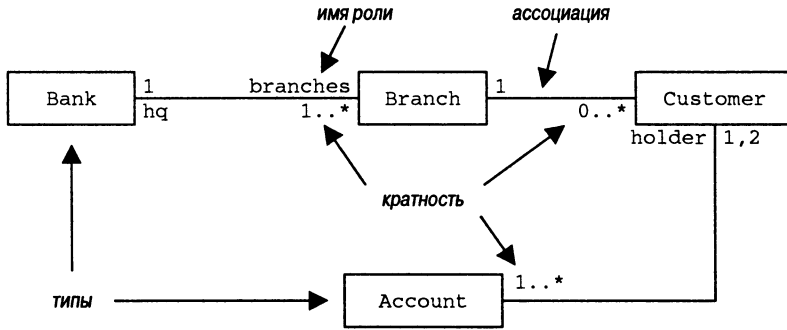 имя роли
ассоциация
Bank
1
hq
branches
1..*
Branch
1
0..*
Customer
holder
1,2
кратность
1..*
типы
Account